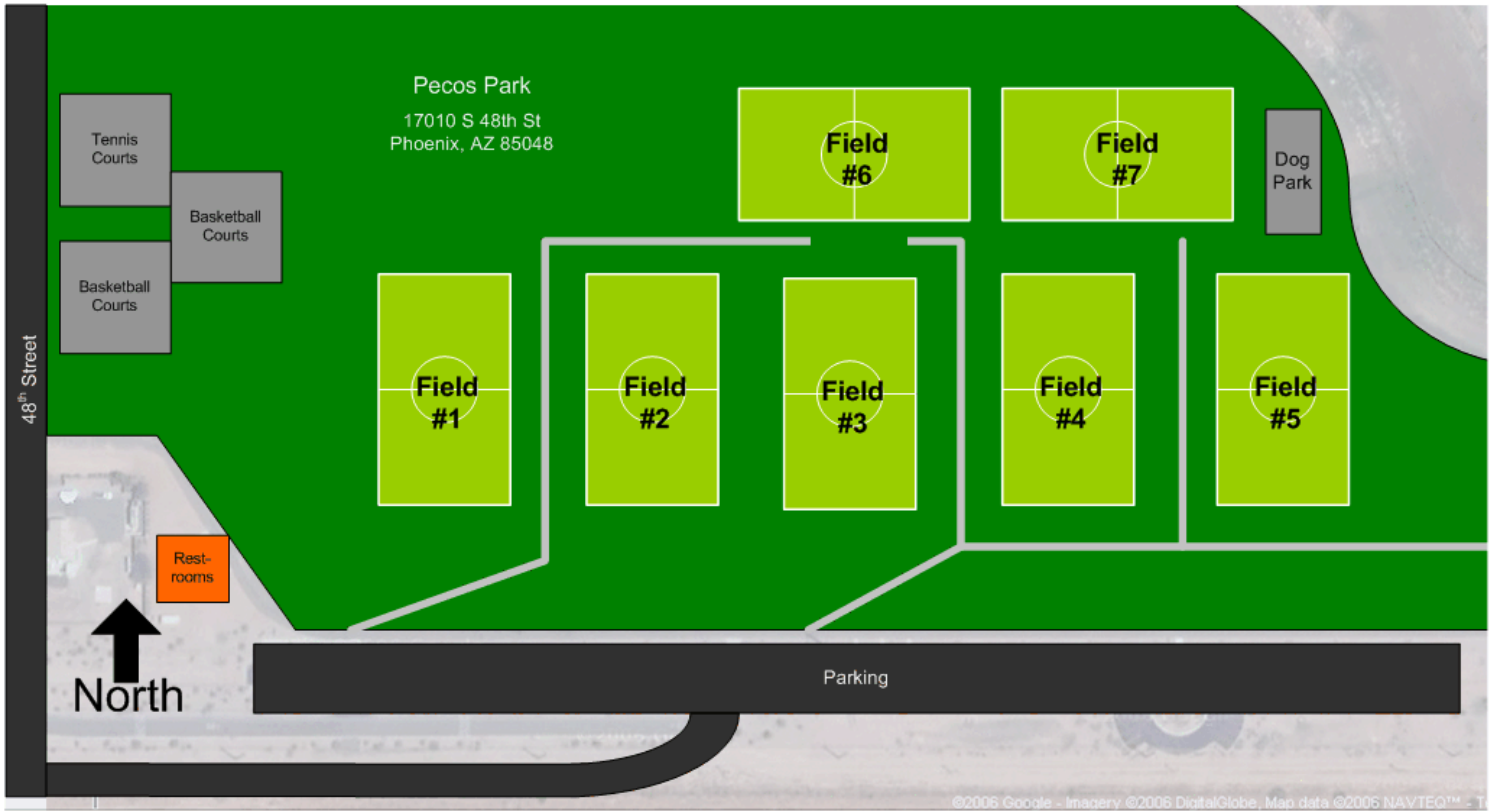 Pecos Park
17010 S 48th St
Phoenix, AZ 85048
Tennis
Courts
Basketball
Courts
Basketball
Courts
48th Street
Field
#6
Field
#7
Dog
Park
Field
#1
Field
#2
Field
#3
Field
#4
Field
#5
Rest-
rooms
North
Parking
©2006 Google - Imagery ©2006 DigitalGlobe, Map data ©2006 NAVTEQ™ -